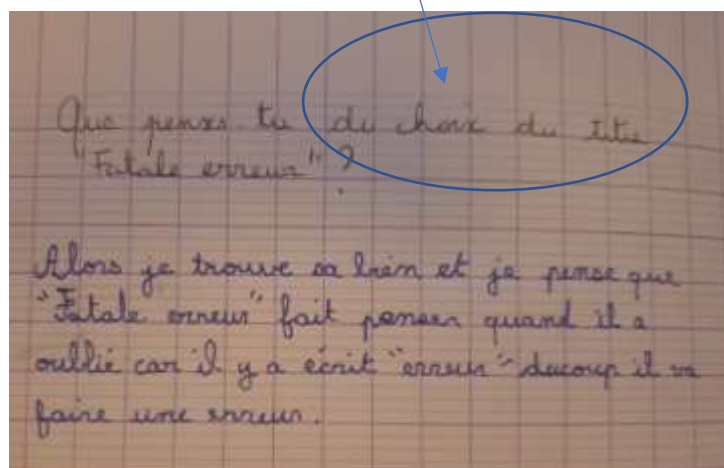 Que penses tu du choix du titre
"Fatale erreur" ?
Alors je trouve sa bien et je pense que
"Fatale erreur" fait penser quand il a
oublié car il y a écrit "erreur" ducoup il va
faire une erreur.